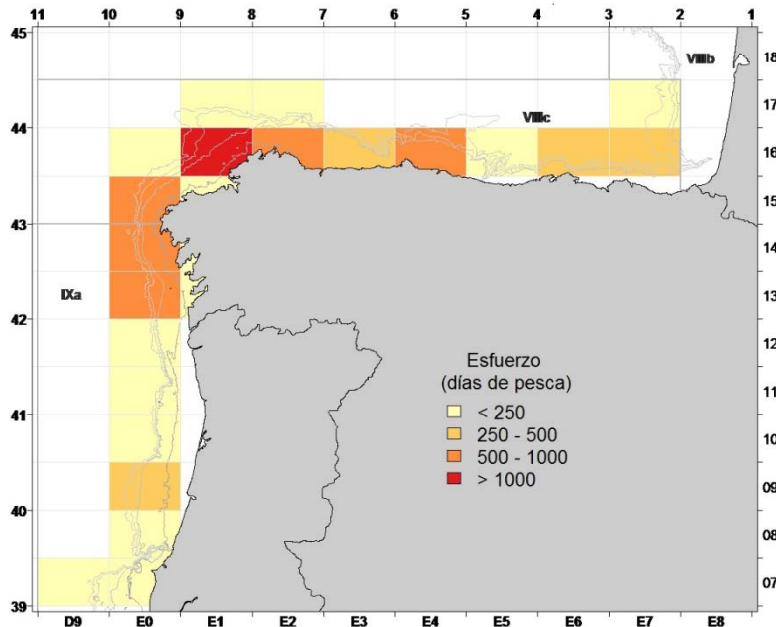 11 10 9 8 7 6 5 4 3 2 1
45
VIIIb
18
VIIIc
17
44
16
15
43
14
IXa
13
42
12
Esfuerzo
(días de pesca)
11
< 250
41
250 - 500
10
500 - 1000
> 1000
09
40
08
07
39
D9 E0 E1 E2 E3 E4 E5 E6 E7 E8